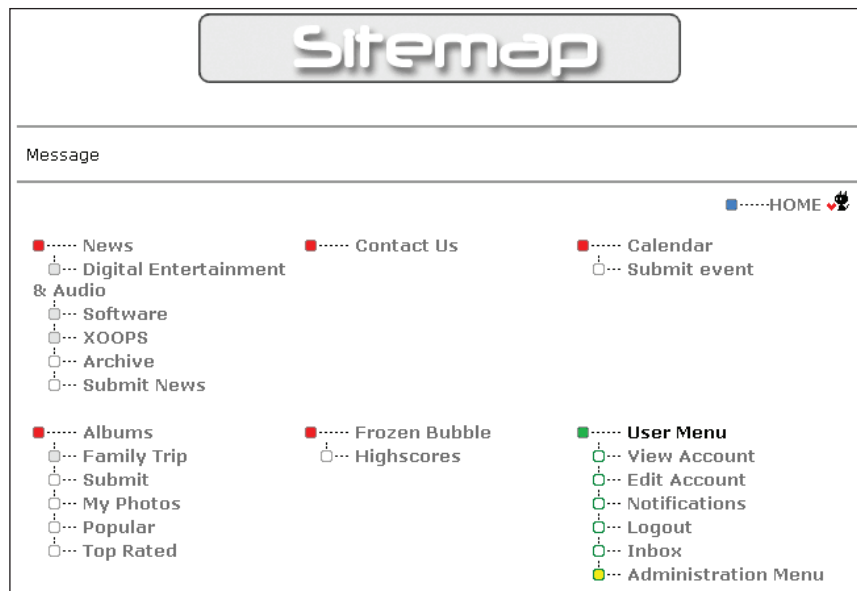 Sitemap
Message
HOME
News
Digital Entertainment
& Audio
Software
XOOPS
Archive
Submit News
Contact Us
Calendar
Submit event
Albums
Family Trip
Submit
My Photos
Popular
Top Rated
Frozen Bubble
Highscores
User Menu
View Account
Edit Account
Notifications
Logout
Inbox
Administration Menu